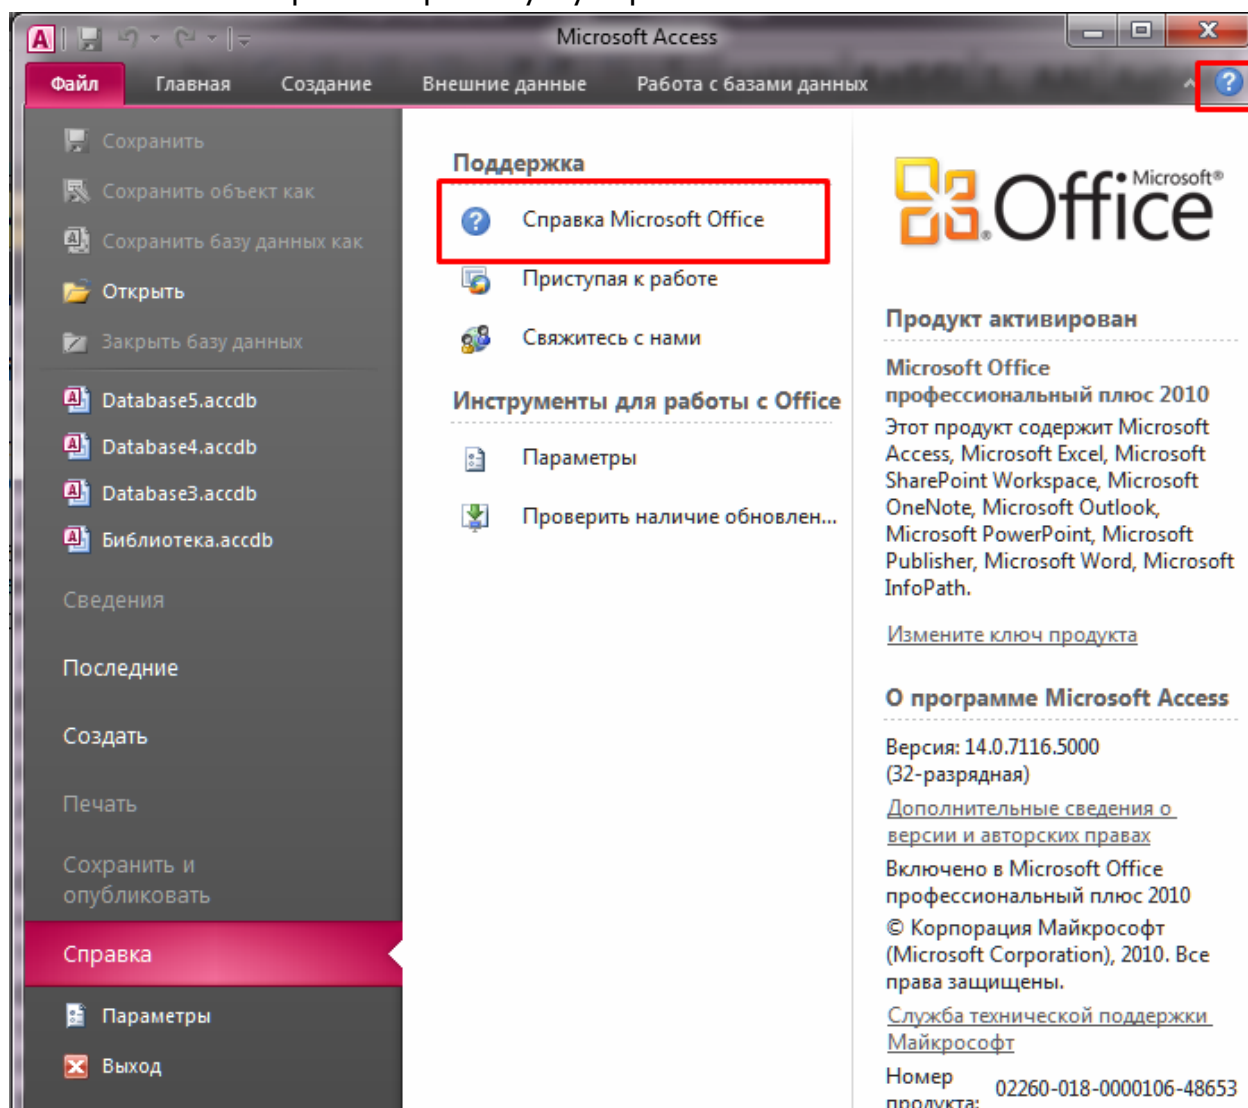 Microsoft Access
Файл Главная Создание Внешние данные Работа с базами данных
Сохранить
Сохранить объект как
Сохранить базу данных как
Открыть
Закрыть базу данных
Database5.accdb
Database4.accdb
Database3.accdb
Библиотека.accdb
Сведения
Последние
Создать
Печать
Сохранить и
опубликовать
Справка
Параметры
Выход
Поддержка
Справка Microsoft Office
Приступая к работе
Свяжитесь с нами
Инструменты для работы с Office
Параметры
Проверить наличие обновлен...
Microsoft®
Office
Продукт активирован
Microsoft Office
профессиональный плюс 2010
Этот продукт содержит Microsoft
Access, Microsoft Excel, Microsoft
SharePoint Workspace, Microsoft
OneNote, Microsoft Outlook,
Microsoft PowerPoint, Microsoft
Publisher, Microsoft Word, Microsoft
InfoPath.
Измените ключ продукта
О программе Microsoft Access
Версия: 14.0.7116.5000
(32-разрядная)
Дополнительные сведения о
версии и авторских правах
Включено в Microsoft Office
профессиональный плюс 2010
© Корпорация Майкрософт
(Microsoft Corporation), 2010. Все
права защищены.
Служба технической поддержки
Майкрософт
Номер
продукта: 02260-018-0000106-48653